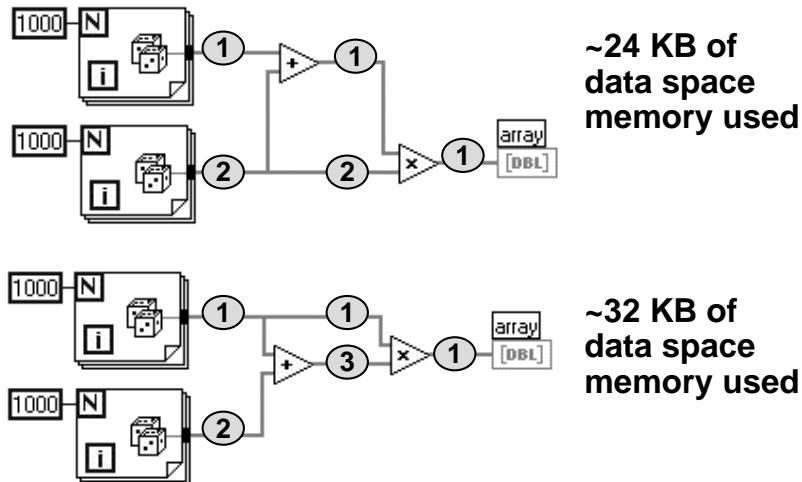 1000 N
1 1
~24 KB of
data space
memory used
+
i
1000 N
array
2 2 x 1 [DBL]
i
1000 N
1 1
~32 KB of
data space
memory used
i
array
+ 3 x 1 [DBL]
1000 N
2
i